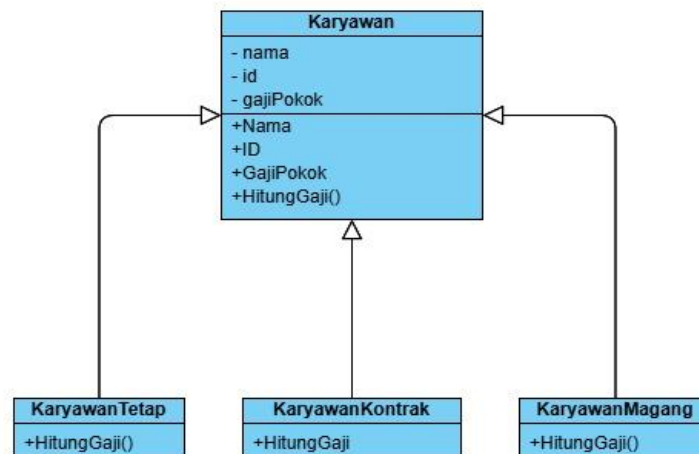 Karyawan
- nama
- id
- gajiPokok
+Nama
+ID
+GajiPokok
+HitungGaji()
KaryawanTetap
+HitungGaji()
KaryawanKontrak
+HitungGaji
KaryawanMagang
+HitungGaji()